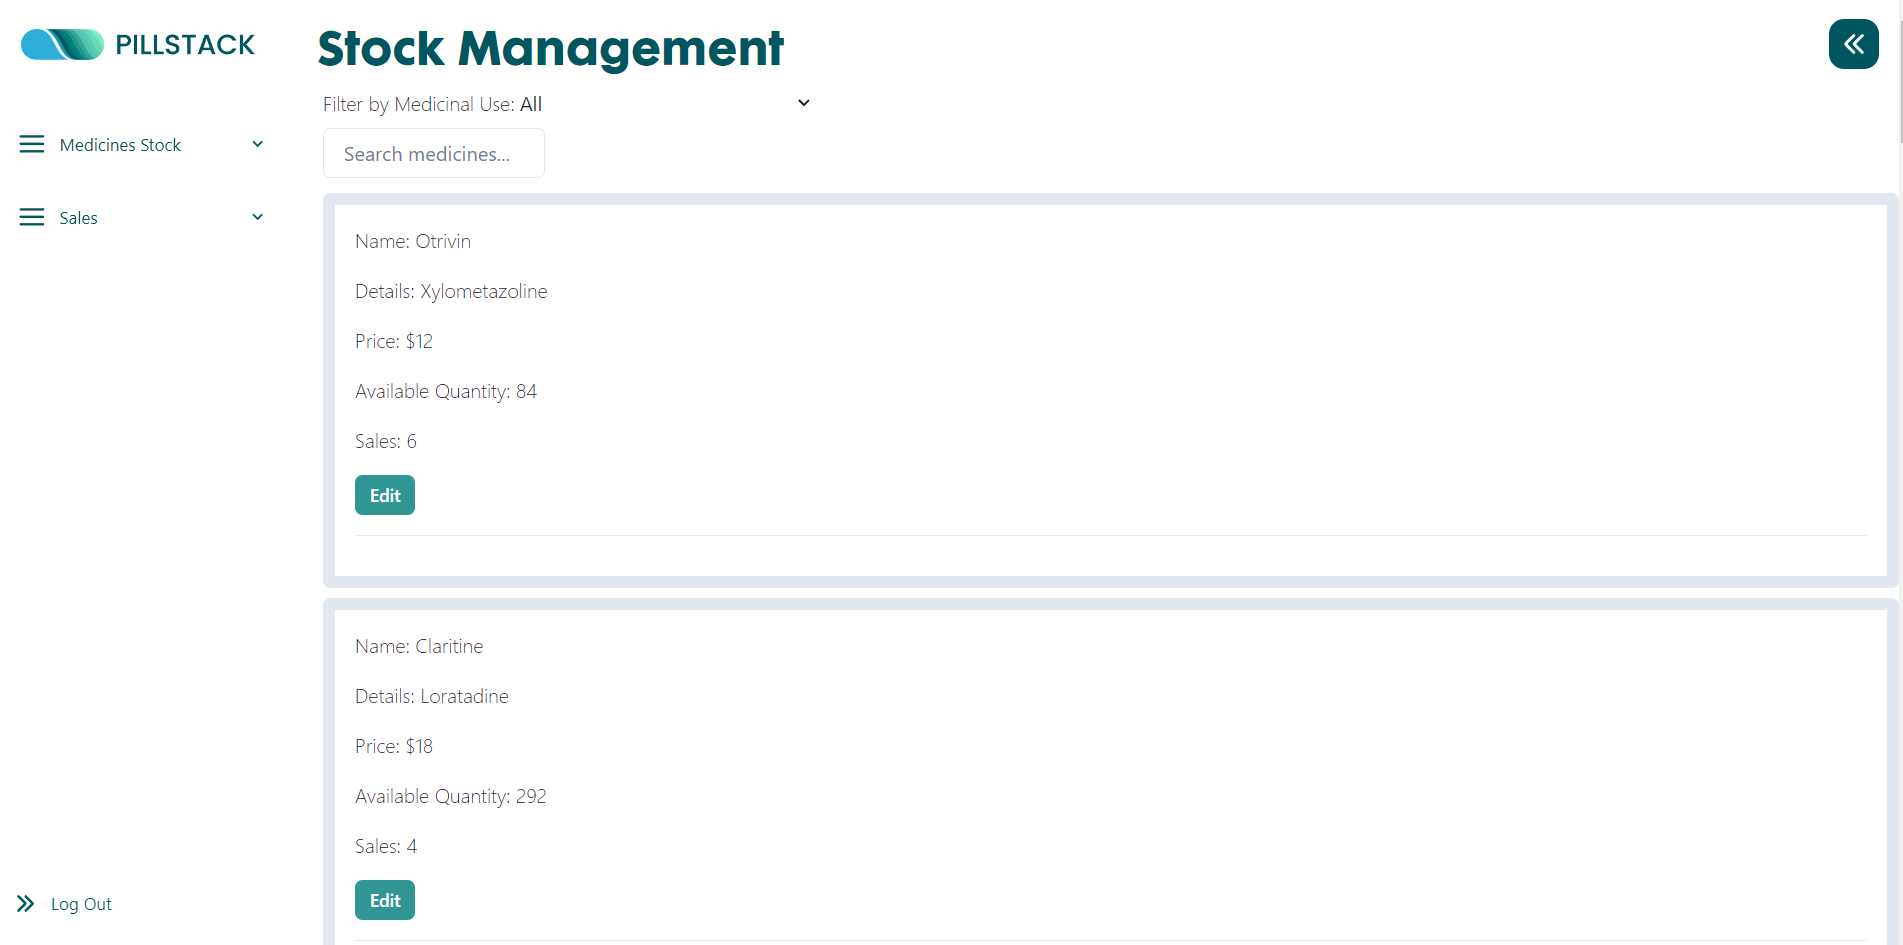 PILLSTACK
Stock Management
Filter by Medicinal Use: All
Search medicines...
Medicines Stock
Sales
Name: Otrivin
Details: Xylometazoline
Price: $12
Available Quantity: 84
Sales: 6
Edit
Name: Claritine
Details: Loratadine
Price: $18
Available Quantity: 292
Sales: 4
Edit
Log Out